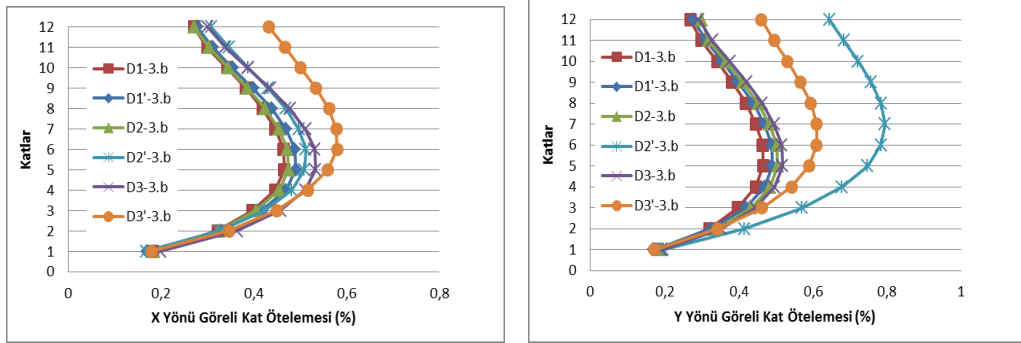 12
11
10
9
8
7
6
5
4
3
2
1
0
Katlar
D1-3.b
D1'-3.b
D2-3.b
D2'-3.b
D3-3.b
D3'-3.b
0
0,2
0,4
0,6
0,8
X Yönü Göreli Kat Ötelemesi (%)
12
11
10
9
8
7
6
5
4
3
2
1
0
Katlar
D1-3.b
D1'-3.b
D2-3.b
D2'-3.b
D3-3.b
D3'-3.b
0
0,2
0,4
0,6
0,8
1
Y Yönü Göreli Kat Ötelemesi (%)